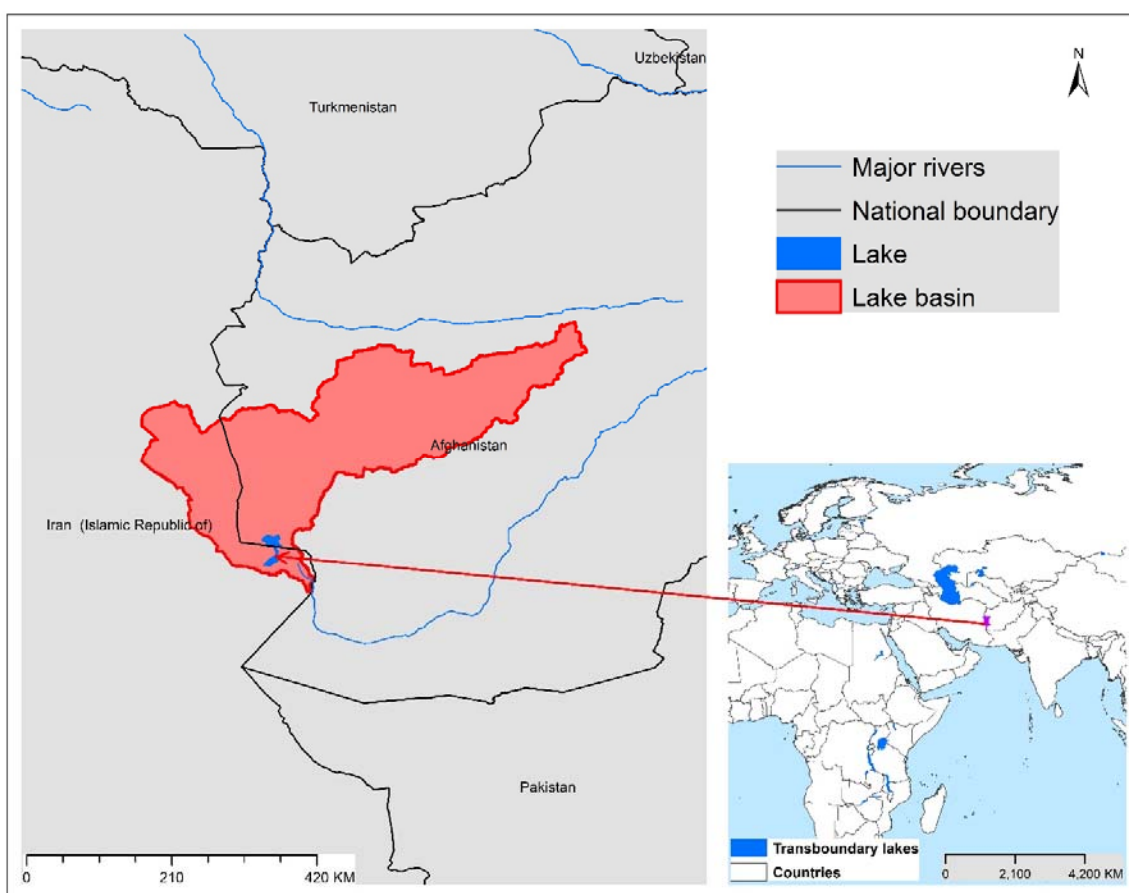 Uzbekistan
Turkmenistan
Afghanistan
Iran (Islamic Republic of)
Pakistan
0 210 420 KM
N
Major rivers
National boundary
Lake
Lake basin
Transboundary lakes
Countries
0 2,100 4,200 KM